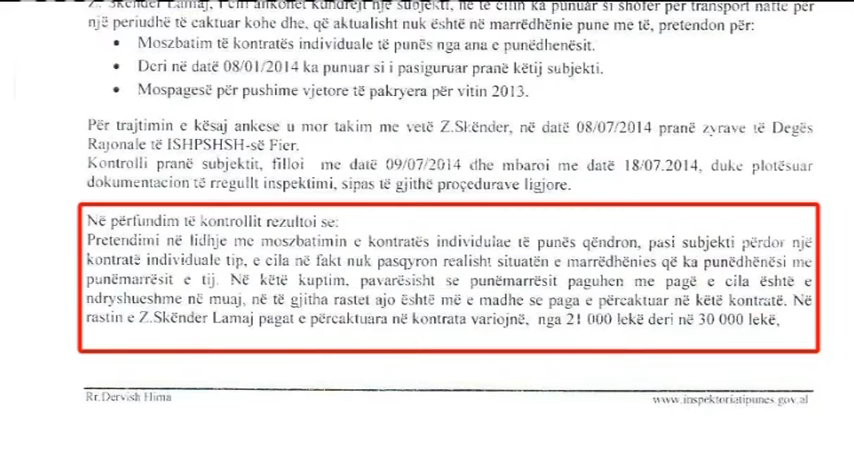 Z. Skënder Lamaj, i cili ankohet kundrejt një subjekti, në të cilin ka punuar si shofer për transport nafte për
një periudhë të caktuar kohe dhe, që aktualisht nuk është në marrëdhënie pune me të, pretendon për:
• Moszbatim të kontratës individuale të punës nga ana e punëdhenësit.
• Deri në datë 08/01/2014 ka punuar si i pasiguruar pranë këtij subjekti.
• Mospagesë për pushime vjetore të pakryera për vitin 2013.
Për trajtimin e kësaj ankese u mor takim me vetë Z.Skënder, në datë 08/07/2014 pranë zyrave të Degës
Rajonale të ISHPSHSH-së Fier.
Kontrolli pranë subjektit, filloi me datë 09/07/2014 dhe mbaroi me datë 18/07.2014, duke plotësuar
dokumentacion të rregullt inspektimi, sipas të gjithë proçedurave ligjore.
Në përfundim të kontrollit rezultoi se:
Pretendimi në lidhje me moszbatimin e kontratës individulae të punës qëndron, pasi subjekti përdor një
kontratë individuale tip, e cila në fakt nuk pasqyron realisht situatën e marrëdhënies që ka punëdhënësi me
punëmarrësit e tij. Në këtë kuptim, pavarësisht se punëmarrësit paguhen me pagë e cila është e
ndryshueshme në muaj, në të gjitha rastet ajo është më e madhe se paga e përcaktuar në këtë kontratë. Në
rastin e Z.Skënder Lamaj pagat e përcaktuara në kontrata variojnë, nga 21 000 lekë deri në 30 000 lekë,
Rr.Dervish Hima
www.inspektoriatipunes.gov.al